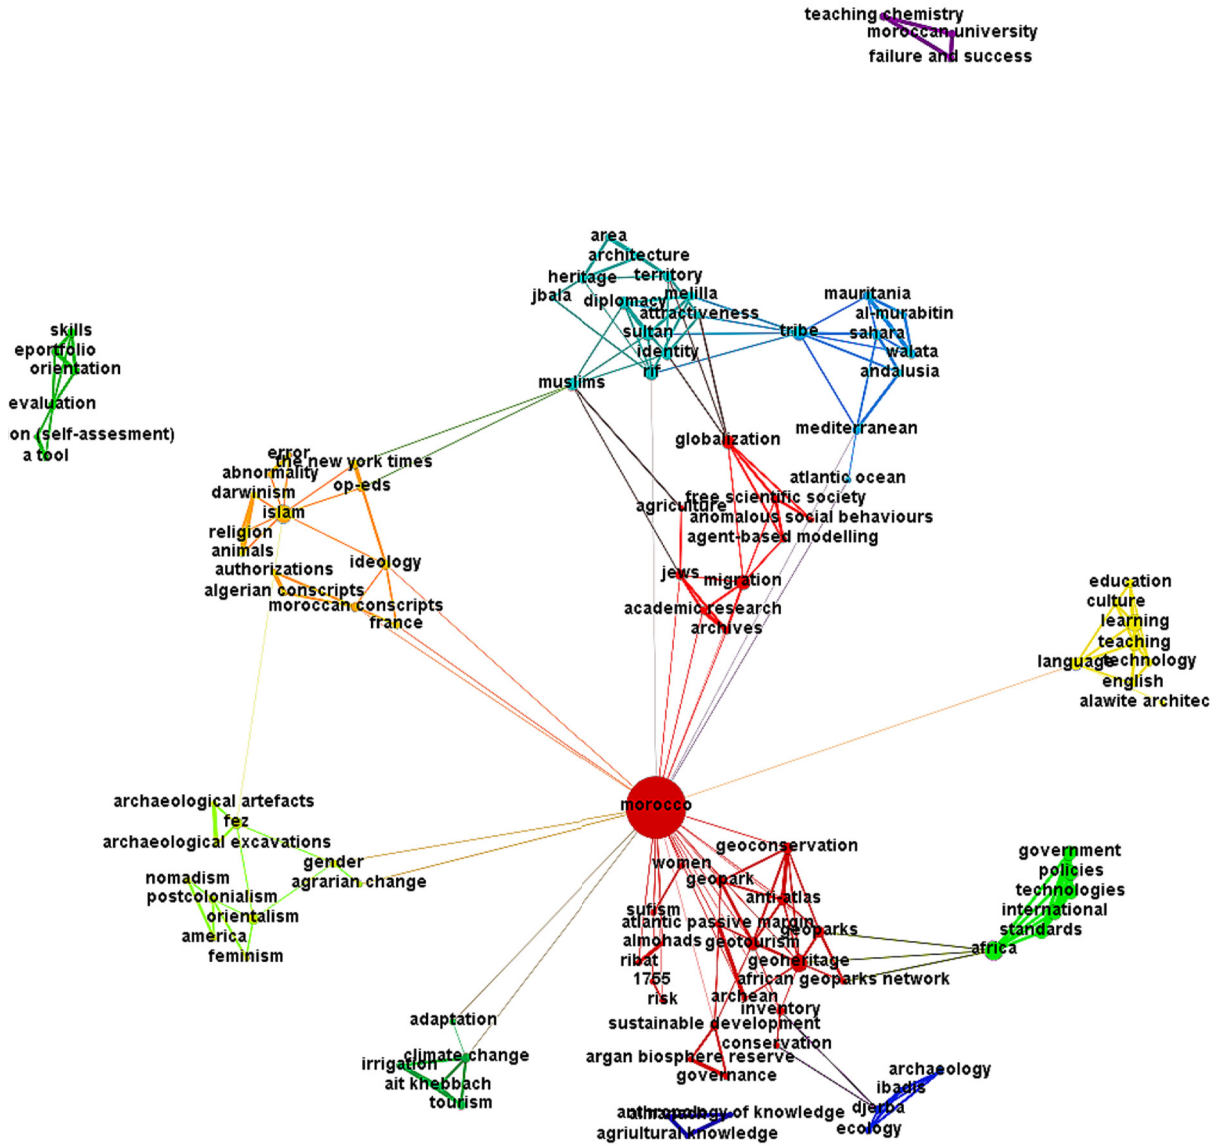 teaching chemistry
moroccan university
failure and success
area
architecture
heritage
territory
jbala
diplomacy
melilla
attractiveness
sultan
identity
rif
muslims
tribe
mauritania
al-murabitin
sahara
walata
andalusia
mediterranean
atlantic ocean
skills
eportfolio
orientation
evaluation
on (self-assesment)
a tool
error
the new york times
abnormality
op-eds
darwinism
islam
religion
animals
ideology
authorizations
algerian conscripts
moroccan conscripts
france
globalization
free scientific society
agriculture
anomalous social behaviours
agent-based modelling
jews
migration
academic research
archives
education
culture
learning
teaching
language
technology
english
alawite architec
morocco
archaeological artefacts
fez
archaeological excavations
gender
agrarian change
nomadism
postcolonialism
orientalism
america
feminism
geoconservation
women
geopark
anti-atlas
sufism
atlantic passive margin
geoparks
almohads
geotourism
ribat
geoheritage
1755
african geoparks network
risk
archean
inventory
sustainable development
conservation
argan biosphere reserve
governance
government
policies
technologies
international
standards
africa
adaptation
climate change
irrigation
ait khebbach
tourism
archaeology
ibadis
djerba
ecology
anthropology of knowledge
agriultural knowledge